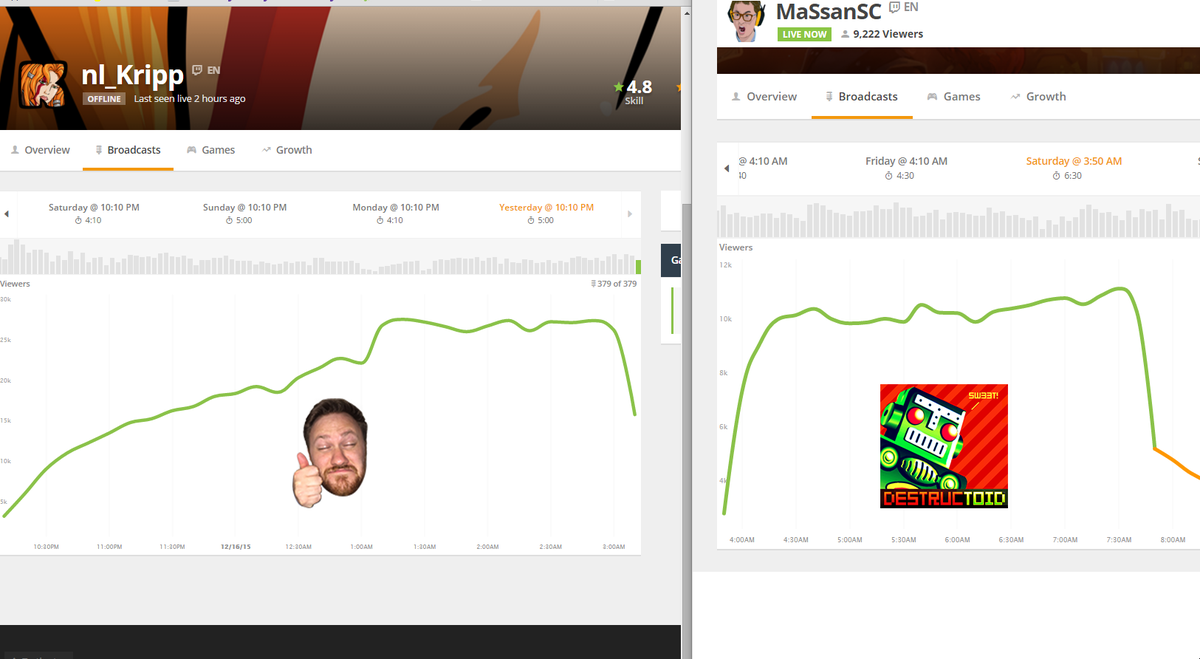 nl_Kripp EN
OFFLINE Last seen live 2 hours ago
4.8
Skill
Overview Broadcasts Games Growth
Saturday @ 10:10 PM Sunday @ 10:10 PM Monday @ 10:10 PM Yesterday @ 10:10 PM
4:10 5:00 4:10 5:00
Viewers 379 of 379
30k
25k
20k
15k
10k
5k
10:30PM 11:00PM 11:30PM 12/16/15 12:30AM 1:00AM 1:30AM 2:00AM 2:30AM 3:00AM
Ga
MaSsanSC EN
LIVE NOW 9,222 Viewers
Overview Broadcasts Games Growth
@ 4:10 AM Friday @ 4:10 AM Saturday @ 3:50 AM
40 4:30 6:30
Viewers
12k
10k
8k
6k
4k
SWEET!
DESTRUCTOID
4:00AM 4:30AM 5:00AM 5:30AM 6:00AM 6:30AM 7:00AM 7:30AM 8:00AM